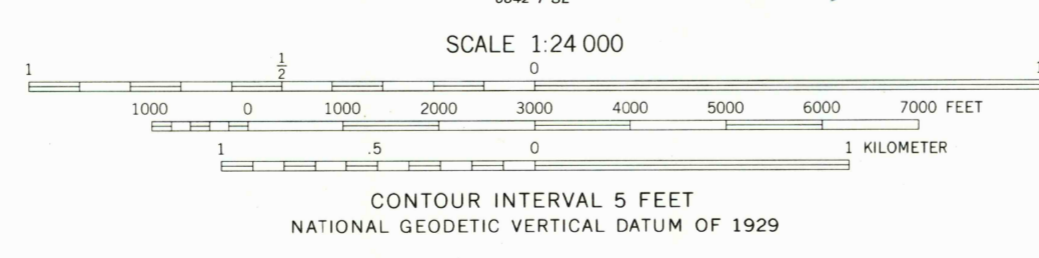 SCALE 1:24 000
1 1/2 0 1
1000 0 1000 2000 3000 4000 5000 6000 7000 FEET
1 .5 0 1 KILOMETER
CONTOUR INTERVAL 5 FEET
NATIONAL GEODETIC VERTICAL DATUM OF 1929